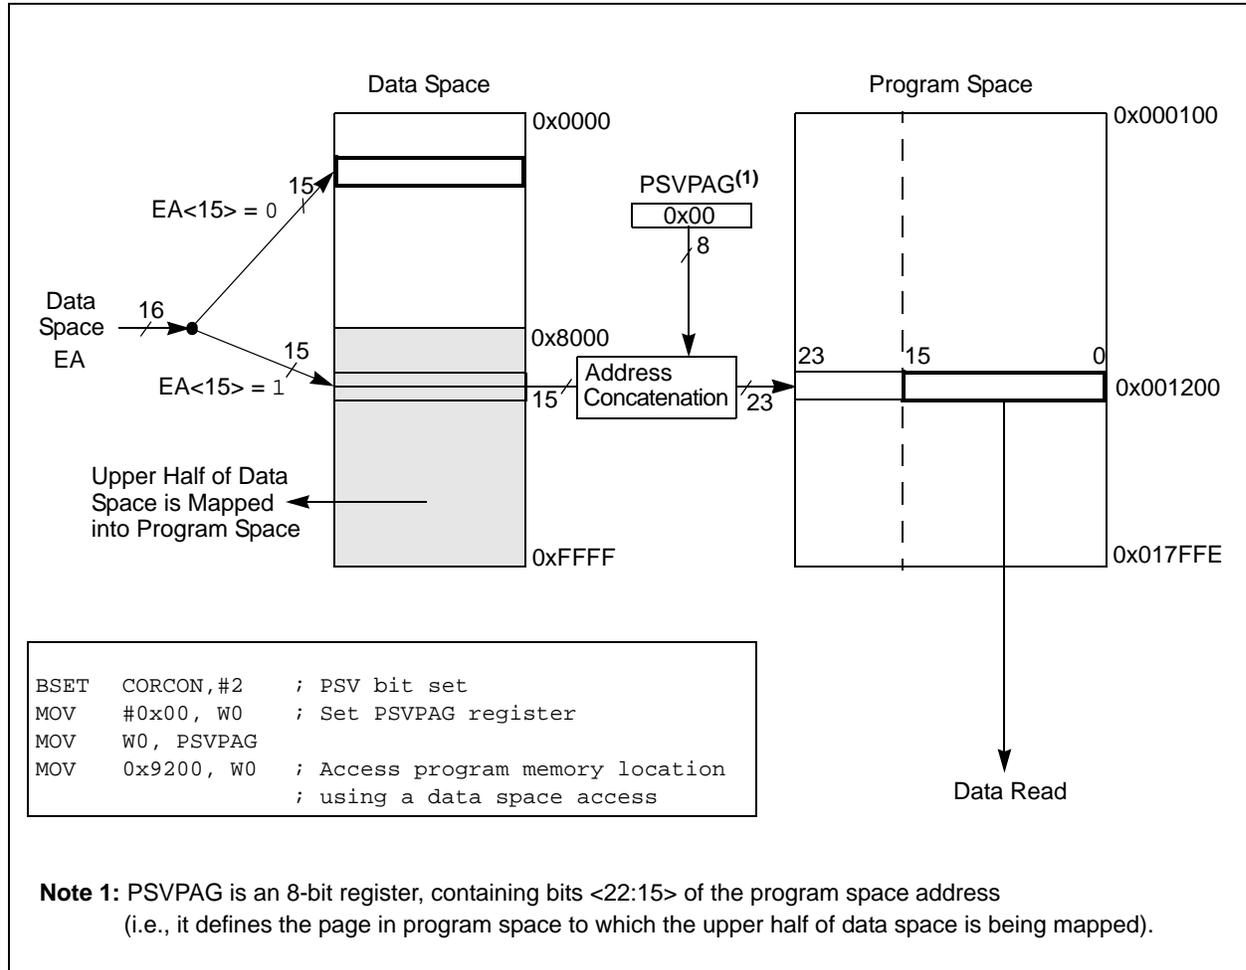 Data Space
Program Space
0x0000
0x000100
PSVPAG(1)
0x00
8
15
EA<15> = 0
16
Data
Space
EA
15
EA<15> = 1
0x8000
15
Address
Concatenation
23
23
15
0
0x001200
Upper Half of Data
Space is Mapped
into Program Space
0xFFFF
0x017FFE
BSET CORCON,#2 ; PSV bit set
MOV #0x00, W0 ; Set PSVPAG register
MOV W0, PSVPAG
MOV 0x9200, W0 ; Access program memory location
; using a data space access
Data Read
Note 1: PSVPAG is an 8-bit register, containing bits <22:15> of the program space address
(i.e., it defines the page in program space to which the upper half of data space is being mapped).